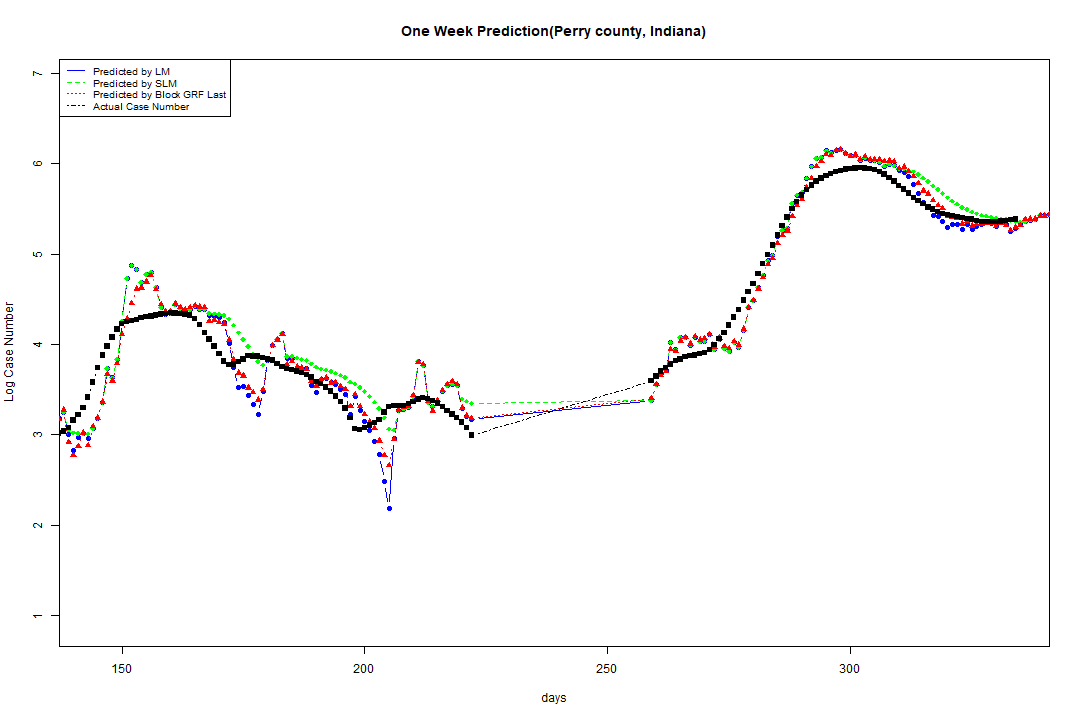 One Week Prediction(Perry county, Indiana)
Predicted by LM
Predicted by SLM
Predicted by Block GRF Last
Actual Case Number
7
6
5
4
3
2
1
Log Case Number
150 200 250 300
days